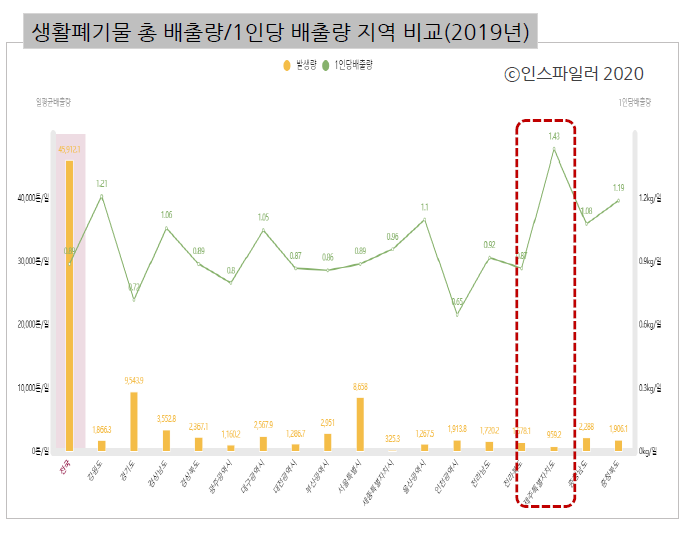 생활폐기물 총 배출량/1인당 배출량 지역 비교(2019년)
발생량 1인당배출량
ⓒ인스파일러 2020
일평균배출량 1인당배출량
45,912.1
1.43
1.21
1.19
40,000톤/일 1.2kg/일
1.06 1.05 1.1 1.08
0.96
0.92
0.89 0.89 0.87 0.86 0.89 0.87
30,000톤/일 0.9kg/일
0.8
0.73
0.65
20,000톤/일 0.6kg/일
9,543.9
8,658
10,000톤/일 0.3kg/일
1,866.3 3,552.8 2,367.1 1,160.2 2,567.9 1,286.7 2,951 325.3 1,267.5 1,913.8 1,720.2 959.2 2,288 1,906.1
0톤/일 0kg/일
전국 강원도 경기도 경상남도 경상북도 광주광역시 대구광역시 대전광역시 부산광역시 서울특별시 세종특별자치시 울산광역시 인천광역시 전라남도 전라북도 제주특별자치도 충청남도 충청북도